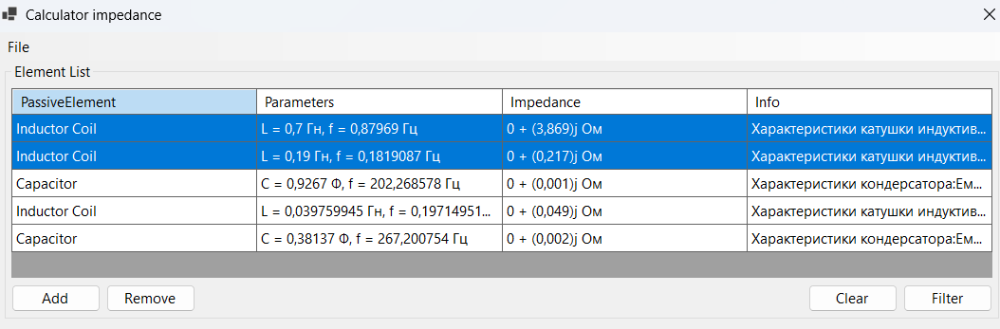 Calculator impedance
File
Element List
PassiveElement Parameters Impedance Info
Inductor Coil L = 0,7 Гн, f = 0,87969 Гц 0 + (3,869)j Ом Характеристики катушки индуктив...
Inductor Coil L = 0,19 Гн, f = 0,1819087 Гц 0 + (0,217)j Ом Характеристики катушки индуктив...
Capacitor C = 0,9267 Ф, f = 202,268578 Гц 0 + (0,001)j Ом Характеристики кондерсатора:Ем...
Inductor Coil L = 0,039759945 Гн, f = 0,19714951... 0 + (0,049)j Ом Характеристики катушки индуктив...
Capacitor C = 0,38137 Ф, f = 267,200754 Гц 0 + (0,002)j Ом Характеристики кондерсатора:Ем...
Add Remove Clear Filter